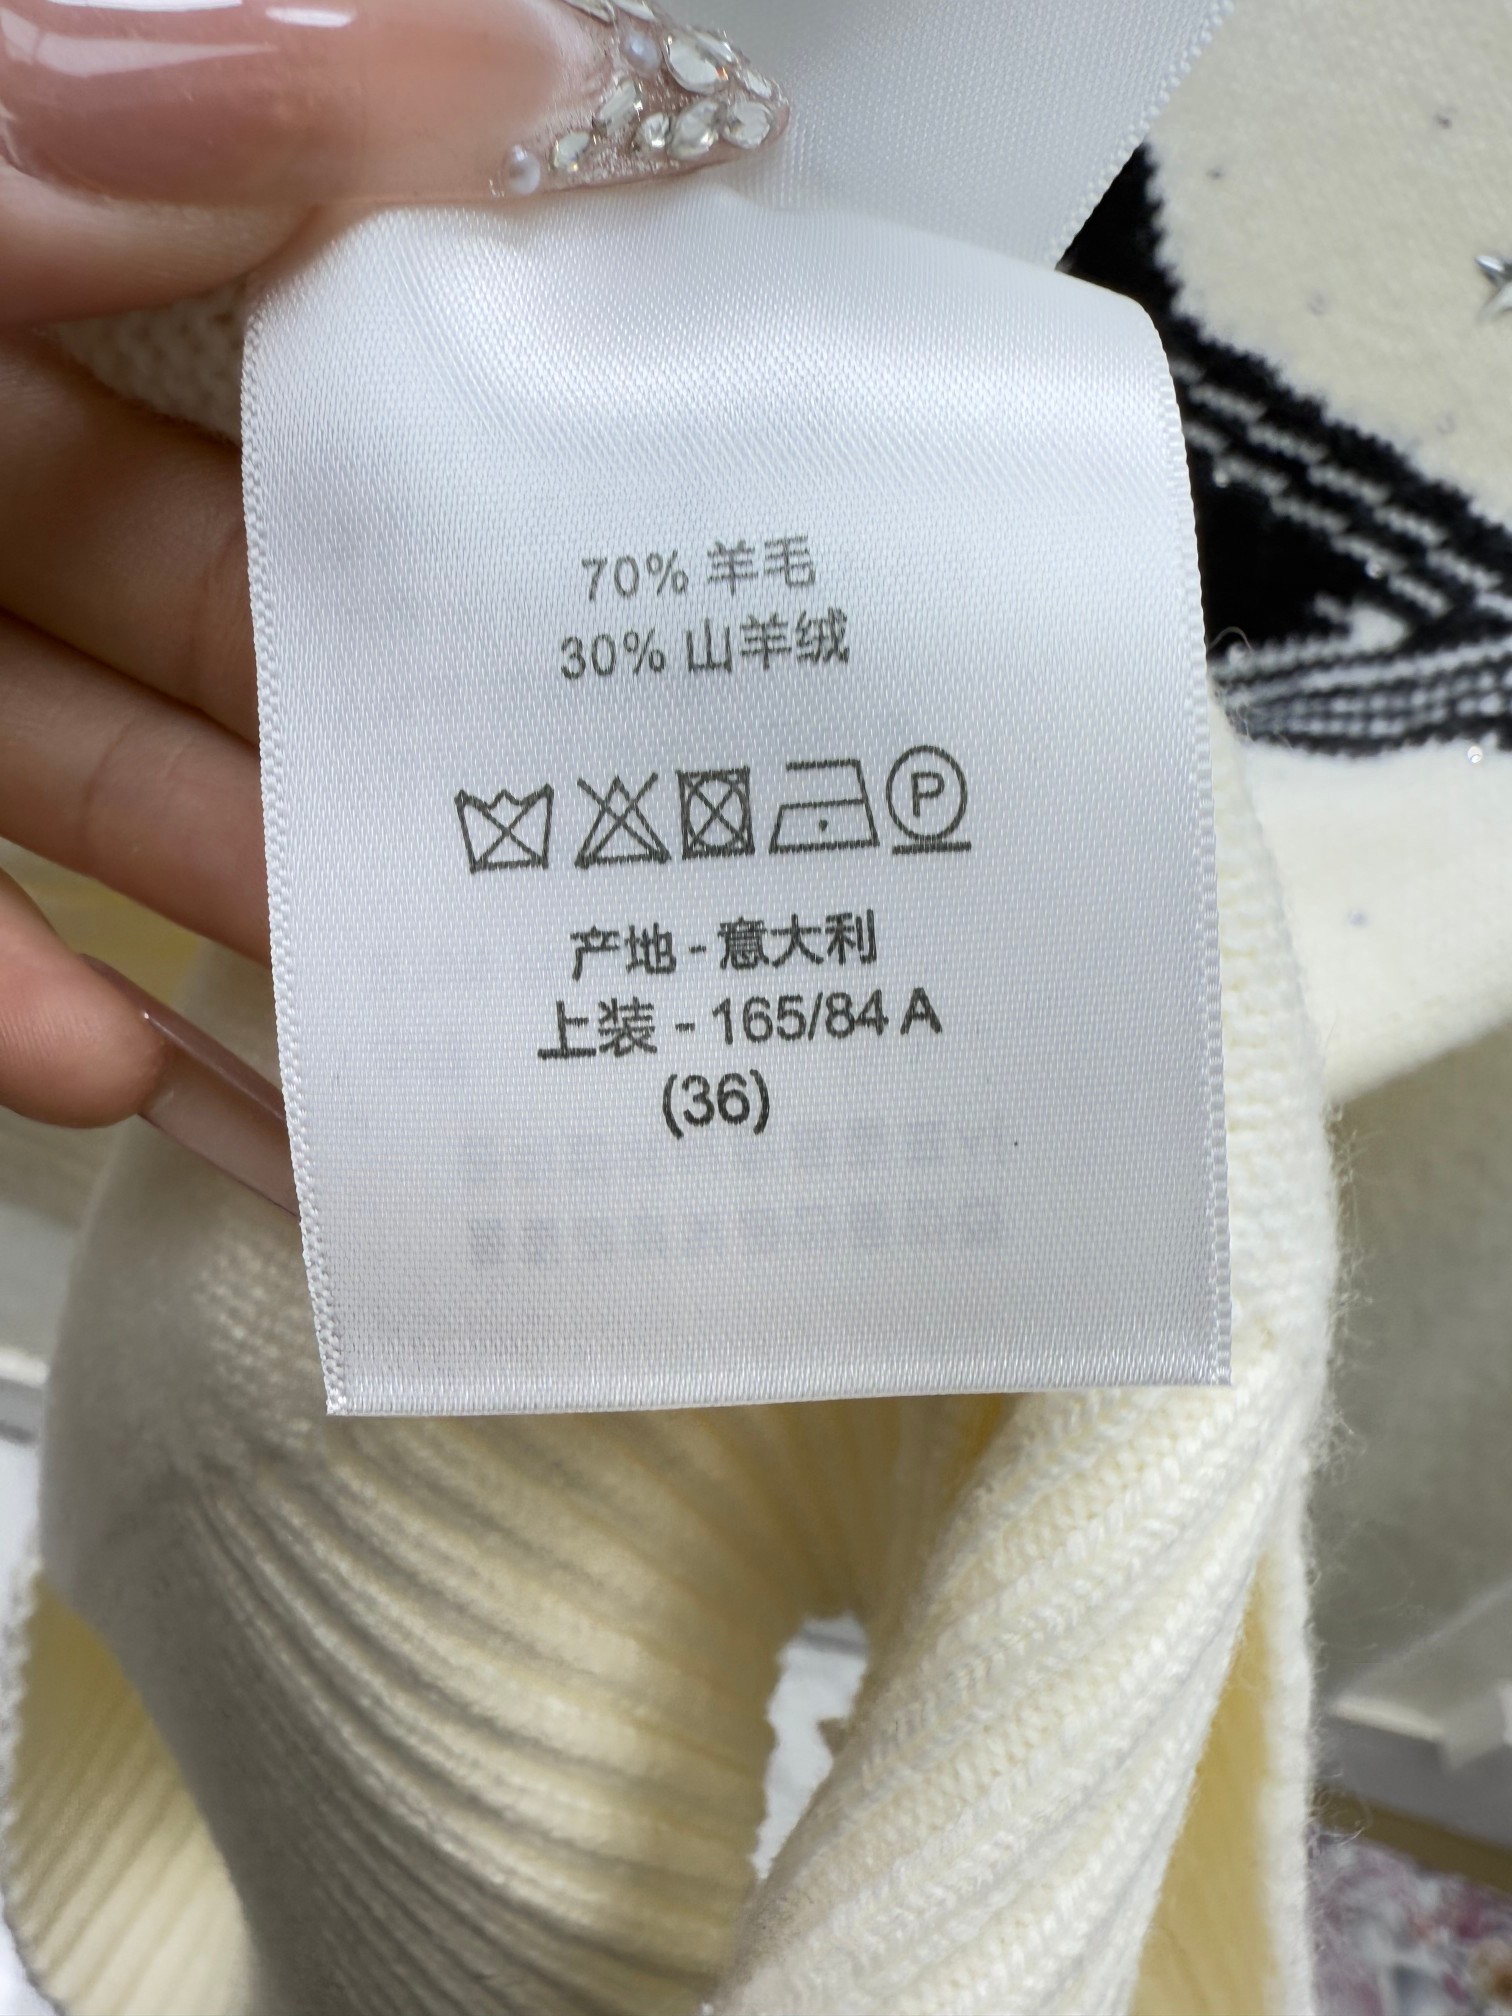 70% 羊毛
30% 山羊绒
P
产地 - 意大利
上装 - 165/84 A
(36)